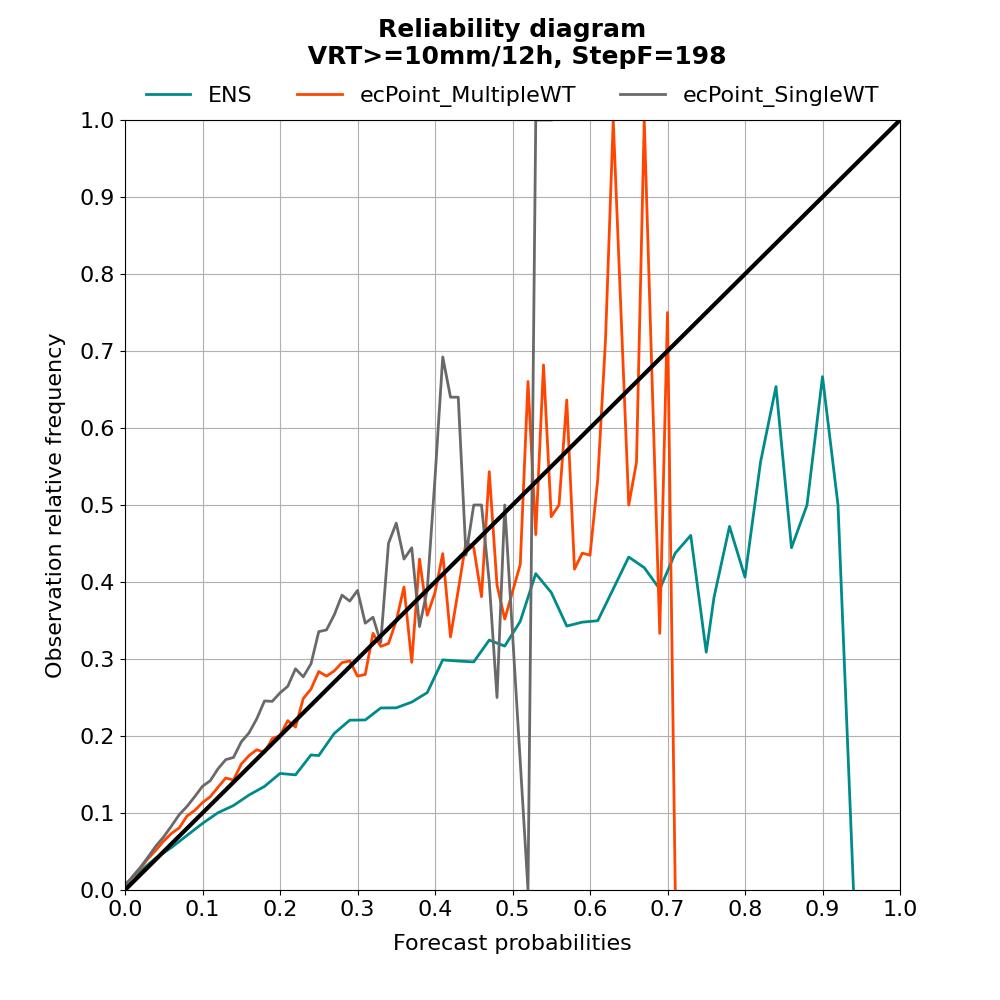 Reliability diagram
VRT>=10mm/12h, StepF=198
ENS ecPoint_MultipleWT ecPoint_SingleWT
1.0
0.9
0.8
0.7
0.6
0.5
0.4
0.3
0.2
0.1
0.0
Observation relative frequency
0.0 0.1 0.2 0.3 0.4 0.5 0.6 0.7 0.8 0.9 1.0
Forecast probabilities